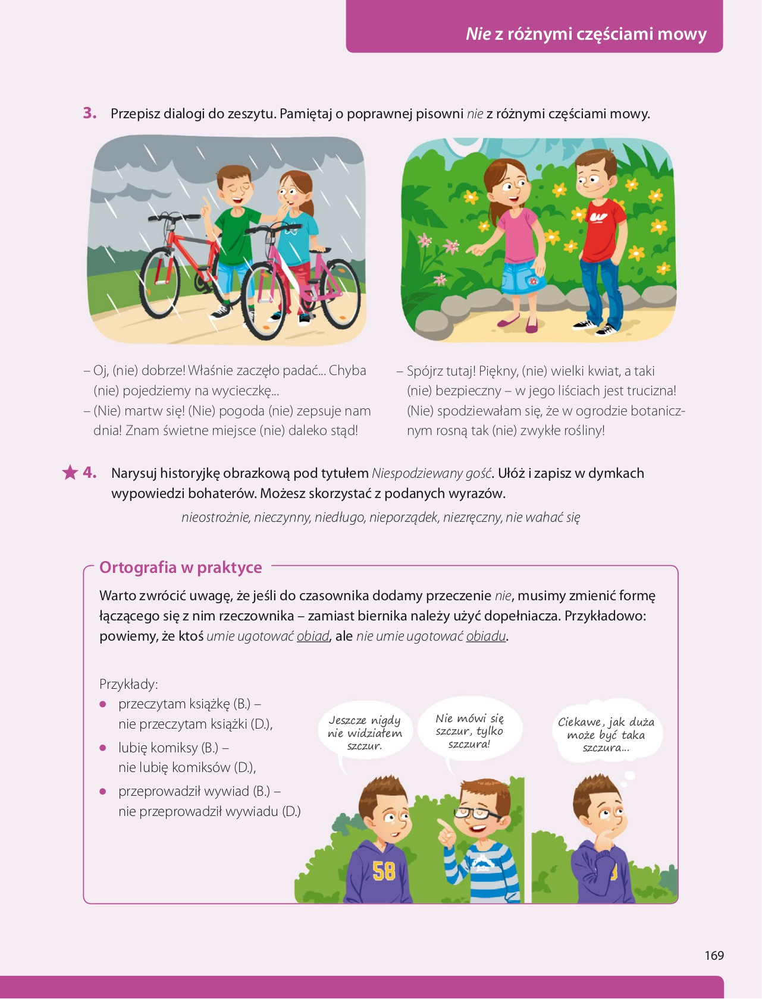 Nie z różnymi częściami mowy
3. Przepisz dialogi do zeszytu. Pamiętaj o poprawnej pisowni nie z różnymi częściami mowy.
– Oj, (nie) dobrze! Właśnie zaczęło padać... Chyba
(nie) pojedziemy na wycieczkę...
– (Nie) martw się! (Nie) pogoda (nie) zepsuje nam
dnia! Znam świetne miejsce (nie) daleko stąd!
– Spójrz tutaj! Piękny, (nie) wielki kwiat, a taki
(nie) bezpieczny – w jego liściach jest trucizna!
(Nie) spodziewałam się, że w ogrodzie botanicz-
nym rosną tak (nie) zwykłe rośliny!
4. Narysuj historyjkę obrazkową pod tytułem Niespodziewany gość. Ułóż i zapisz w dymkach
wypowiedzi bohaterów. Możesz skorzystać z podanych wyrazów.
nieostrożnie, nieczynny, niedługo, nieporządek, niezręczny, nie wahać się
Ortografia w praktyce
Warto zwrócić uwagę, że jeśli do czasownika dodamy przeczenie nie, musimy zmienić formę
łączącego się z nim rzeczownika – zamiast biernika należy użyć dopełniacza. Przykładowo:
powiemy, że ktoś umie ugotować obiad, ale nie umie ugotować obiadu.
Przykłady:
● przeczytam książkę (B.) –
nie przeczytam książki (D.),
● lubię komiksy (B.) –
nie lubię komiksów (D.),
● przeprowadził wywiad (B.) –
nie przeprowadził wywiadu (D.)
Jeszcze nigdy
nie widziałem
szczur.
Nie mówi się
szczur, tylko
szczura!
Ciekawe, jak duża
może być taka
szczura...
58
169